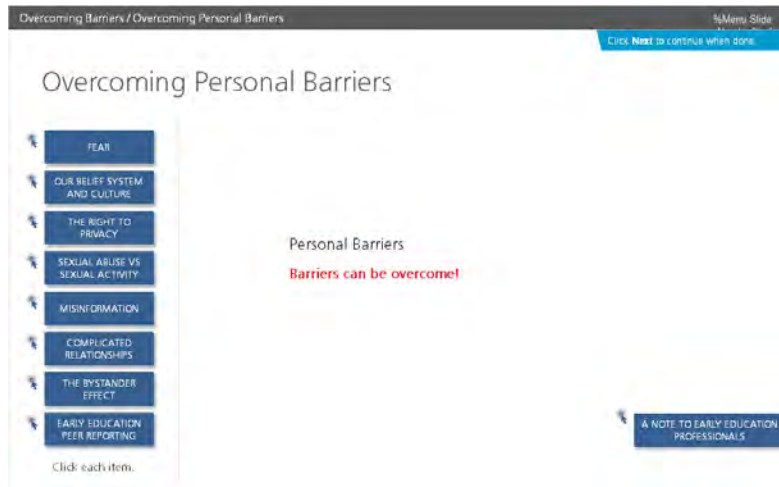 Overcoming Barriers / Overcoming Personal Barriers
%Menu Slide
Click Next to continue when done.
Overcoming Personal Barriers
FEAR
OUR BELIEF SYSTEM
AND CULTURE
THE RIGHT TO
PRIVACY
SEXUAL ABUSE VS
SEXUAL ACTIVITY
MISINFORMATION
COMPLICATED
RELATIONSHIPS
THE BYSTANDER
EFFECT
EARLY EDUCATION
PEER REPORTING
Click each item.
Personal Barriers
Barriers can be overcome!
A NOTE TO EARLY EDUCATION
PROFESSIONALS